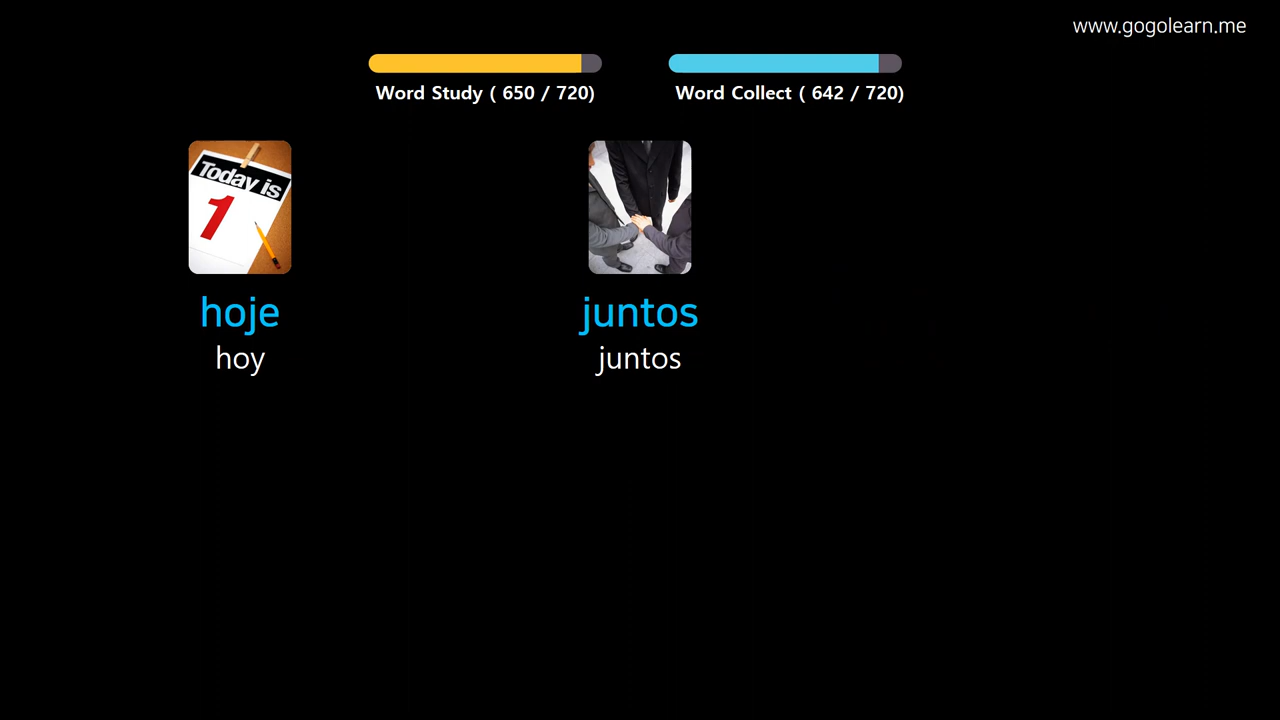 www.gogolearn.me
Word Study ( 650 / 720)
Word Collect ( 642 / 720)
Today is
1
hoje
juntos
hoy
juntos